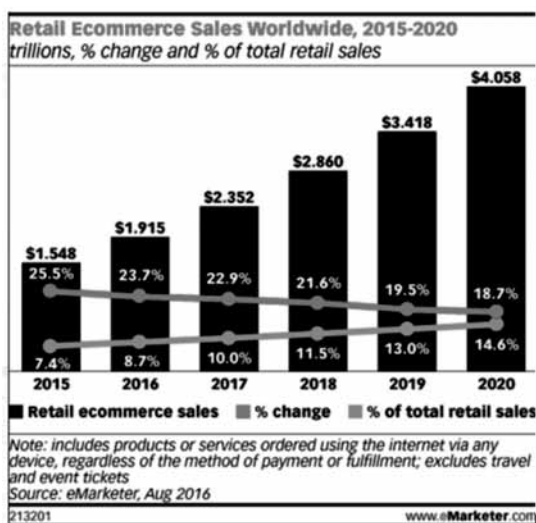 Retail Ecommerce Sales Worldwide, 2015-2020
trillions, % change and % of total retail sales
$4.058
$3.418
$2.860
$2.352
$1.915
$1.548
25.5% 23.7% 22.9% 21.6% 19.5% 18.7%
7.4% 8.7% 10.0% 11.5% 13.0% 14.6%
2015 2016 2017 2018 2019 2020
Retail ecommerce sales % change % of total retail sales
Note: includes products or services ordered using the internet via any
device, regardless of the method of payment or fulfillment; excludes travel
and event tickets
Source: eMarketer, Aug 2016
213201 www.eMarketer.com